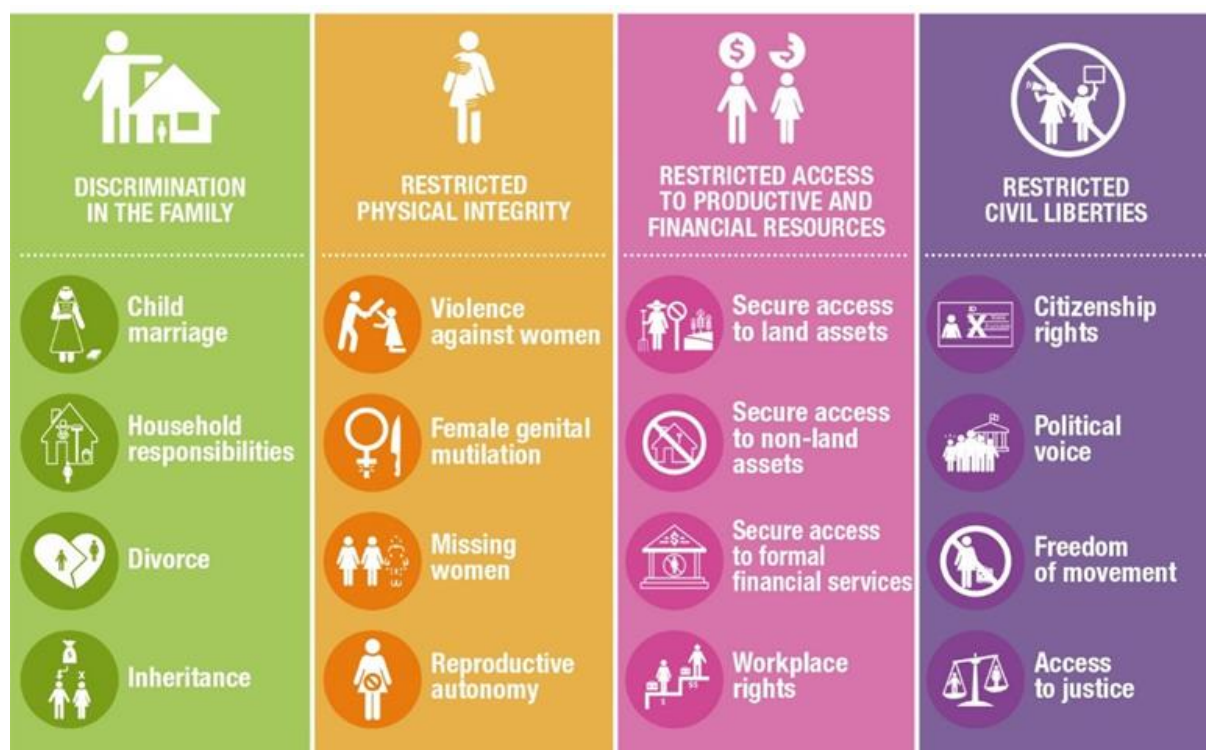 DISCRIMINATION
IN THE FAMILY
Child
marriage
Household
responsibilities
Divorce
Inheritance
RESTRICTED
PHYSICAL INTEGRITY
Violence
against women
Female genital
mutilation
Missing
women
Reproductive
autonomy
$
$
RESTRICTED ACCESS
TO PRODUCTIVE AND
FINANCIAL RESOURCES
Secure access
to land assets
Secure access
to non-land
assets
Secure access
to formal
financial services
Workplace
rights
RESTRICTED
CIVIL LIBERTIES
Citizenship
rights
Political
voice
Freedom
of movement
Access
to justice